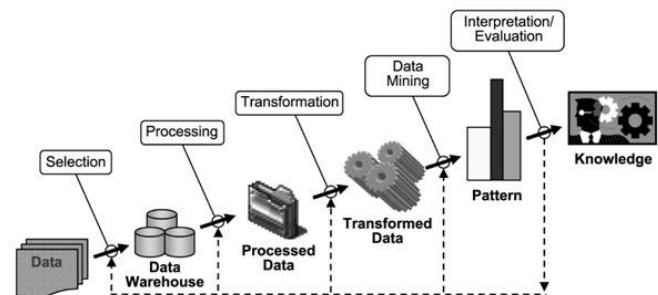 Interpretation/
Evaluation
Data
Mining
Transformation
Processing
Selection
Knowledge
Pattern
Transformed
Data
Processed
Data
Data
Warehouse
Data